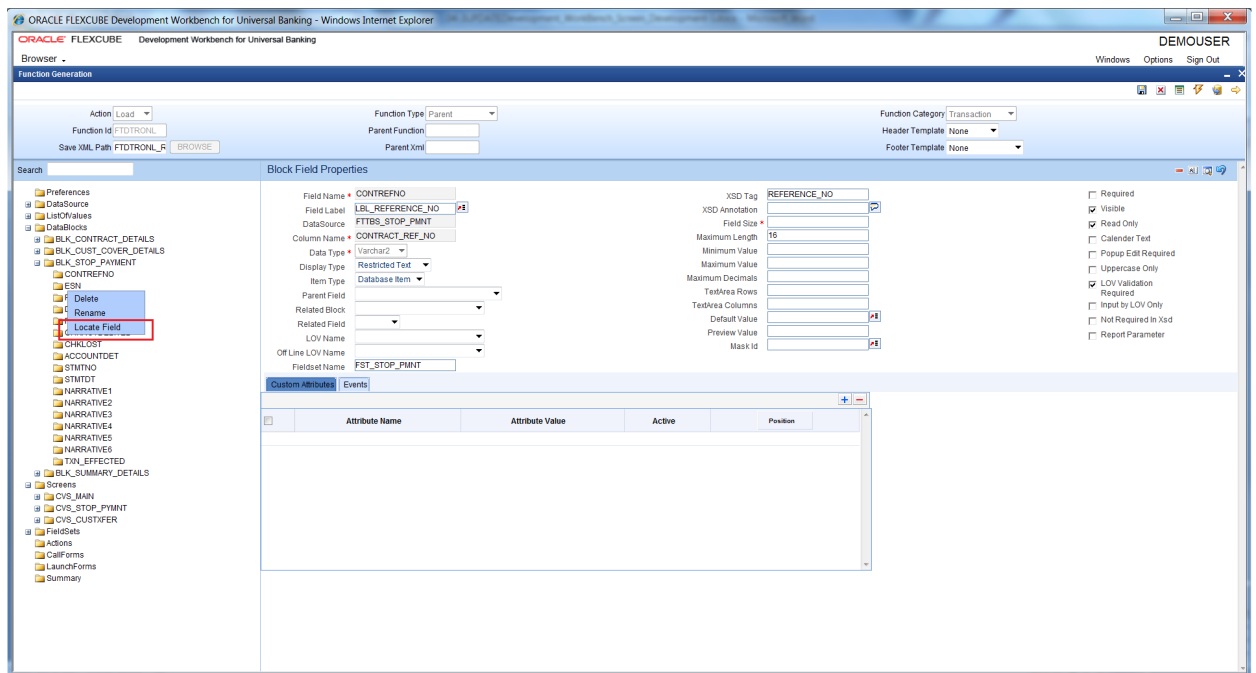 ORACLE FLEXCUBE Development Workbench for Universal Banking - Windows Internet Explorer
ORACLE FLEXCUBE Development Workbench for Universal Banking
DEMOUSER
Browser
Windows Options Sign Out
Function Generation
Action Load
Function Type Parent
Function Category Transaction
Function Id FTDTRONL
Parent Function
Header Template None
Save XML Path FTDTRONL_R BROWSE
Parent Xml
Footer Template None
Search
Preferences
DataSource
ListOfValues
DataBlocks
BLK_CONTRACT_DETAILS
BLK_CUST_COVER_DETAILS
BLK_STOP_PAYMENT
CONTREFNO
ESN
Delete
Rename
Locate Field
CHKLOST
ACCOUNTDET
STMTNO
STMTDT
NARRATIVE1
NARRATIVE2
NARRATIVE3
NARRATIVE4
NARRATIVE5
NARRATIVE6
TXN_EFFECTED
BLK_SUMMARY_DETAILS
Screens
CVS_MAIN
CVS_STOP_PYMNT
CVS_CUSTXFER
FieldSets
Actions
CallForms
LaunchForms
Summary
Block Field Properties
Field Name * CONTREFNO
Field Label LBL_REFERENCE_NO
DataSource FTTBS_STOP_PMNT
Column Name * CONTRACT_REF_NO
Data Type * Varchar2
Display Type Restricted Text
Item Type Database Item
Parent Field
Related Block
Related Field
LOV Name
Off Line LOV Name
Fieldset Name FST_STOP_PMNT
XSD Tag REFERENCE_NO
XSD Annotation
Field Size *
Maximum Length 16
Minimum Value
Maximum Value
Maximum Decimals
TextArea Rows
TextArea Columns
Default Value
Preview Value
Mask Id
Required
Visible
Read Only
Calender Text
Popup Edit Required
Uppercase Only
LOV Validation
Required
Input by LOV Only
Not Required In Xsd
Report Parameter
Custom Attributes Events
Attribute Name Attribute Value Active Position